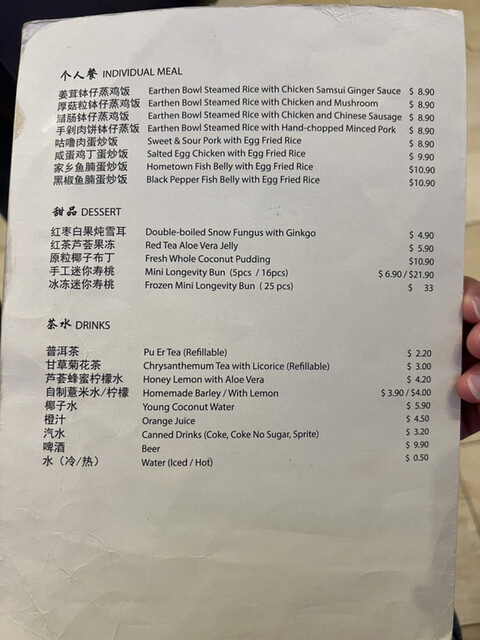 个人餐 INDIVIDUAL MEAL
姜茸钵仔蒸鸡饭 Earthen Bowl Steamed Rice with Chicken Samsui Ginger Sauce $ 8.90
厚菇粒钵仔蒸鸡饭 Earthen Bowl Steamed Rice with Chicken and Mushroom $ 8.90
腊肠钵仔蒸鸡饭 Earthen Bowl Steamed Rice with Chicken and Chinese Sausage $ 8.90
手剁肉饼钵仔蒸饭 Earthen Bowl Steamed Rice with Hand-chopped Minced Pork $ 8.90
咕噜肉蛋炒饭 Sweet & Sour Pork with Egg Fried Rice $ 8.90
咸蛋鸡丁蛋炒饭 Salted Egg Chicken with Egg Fried Rice $ 9.90
家乡鱼腩蛋炒饭 Hometown Fish Belly with Egg Fried Rice $10.90
黑椒鱼腩蛋炒饭 Black Pepper Fish Belly with Egg Fried Rice $10.90
甜品 DESSERT
红枣白果炖雪耳 Double-boiled Snow Fungus with Ginkgo $ 4.90
红茶芦荟果冻 Red Tea Aloe Vera Jelly $ 5.90
原粒椰子布丁 Fresh Whole Coconut Pudding $10.90
手工迷你寿桃 Mini Longevity Bun (5pcs / 16pcs) $ 6.90 / $21.90
冰冻迷你寿桃 Frozen Mini Longevity Bun ( 25 pcs) $ 33
茶水 DRINKS
普洱茶 Pu Er Tea (Refillable) $ 2.20
甘草菊花茶 Chrysanthemum Tea with Licorice (Refillable) $ 3.00
芦荟蜂蜜柠檬水 Honey Lemon with Aloe Vera $ 4.20
自制薏米水/柠檬 Homemade Barley / With Lemon $ 3.90 / $4.00
椰子水 Young Coconut Water $ 5.90
橙汁 Orange Juice $ 4.50
汽水 Canned Drinks (Coke, Coke No Sugar, Sprite) $ 3.20
啤酒 Beer $ 9.90
水（冷/热） Water (Iced / Hot) $ 0.50